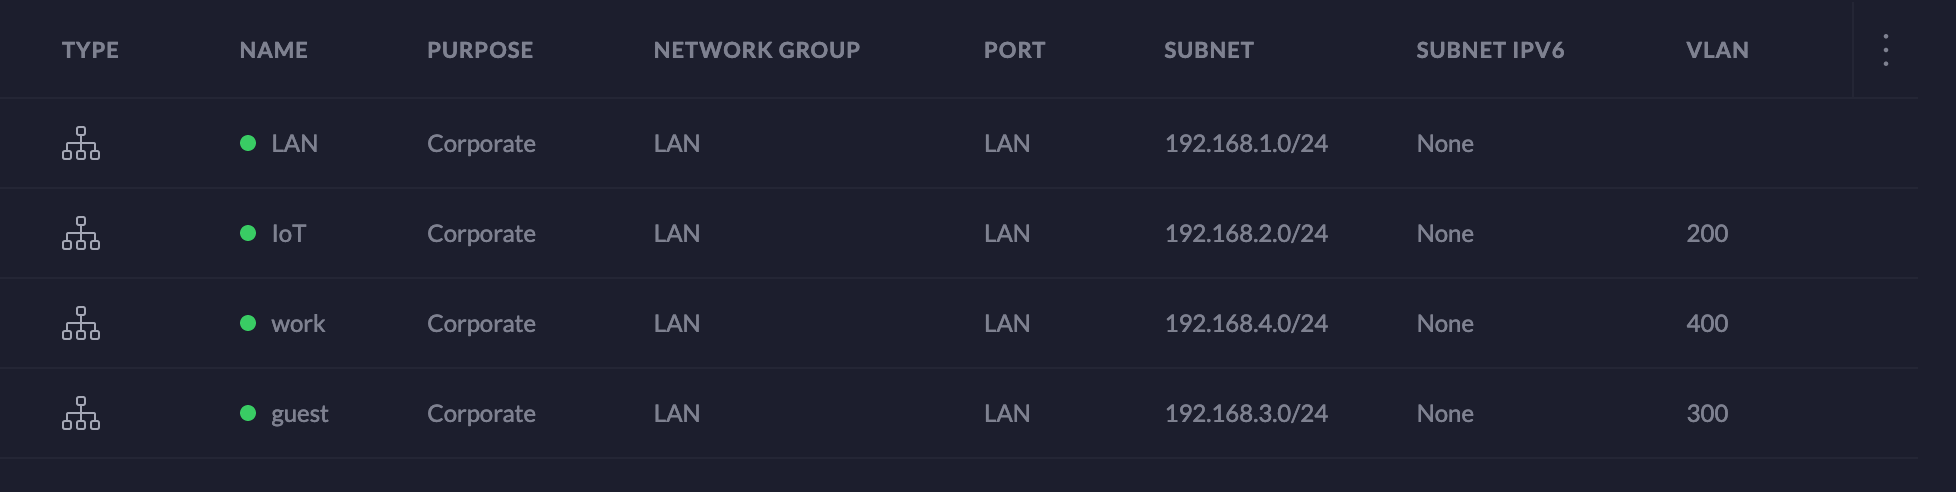 TYPE NAME PURPOSE NETWORK GROUP PORT SUBNET SUBNET IPV6 VLAN
LAN Corporate LAN LAN 192.168.1.0/24 None
IoT Corporate LAN LAN 192.168.2.0/24 None 200
work Corporate LAN LAN 192.168.4.0/24 None 400
guest Corporate LAN LAN 192.168.3.0/24 None 300